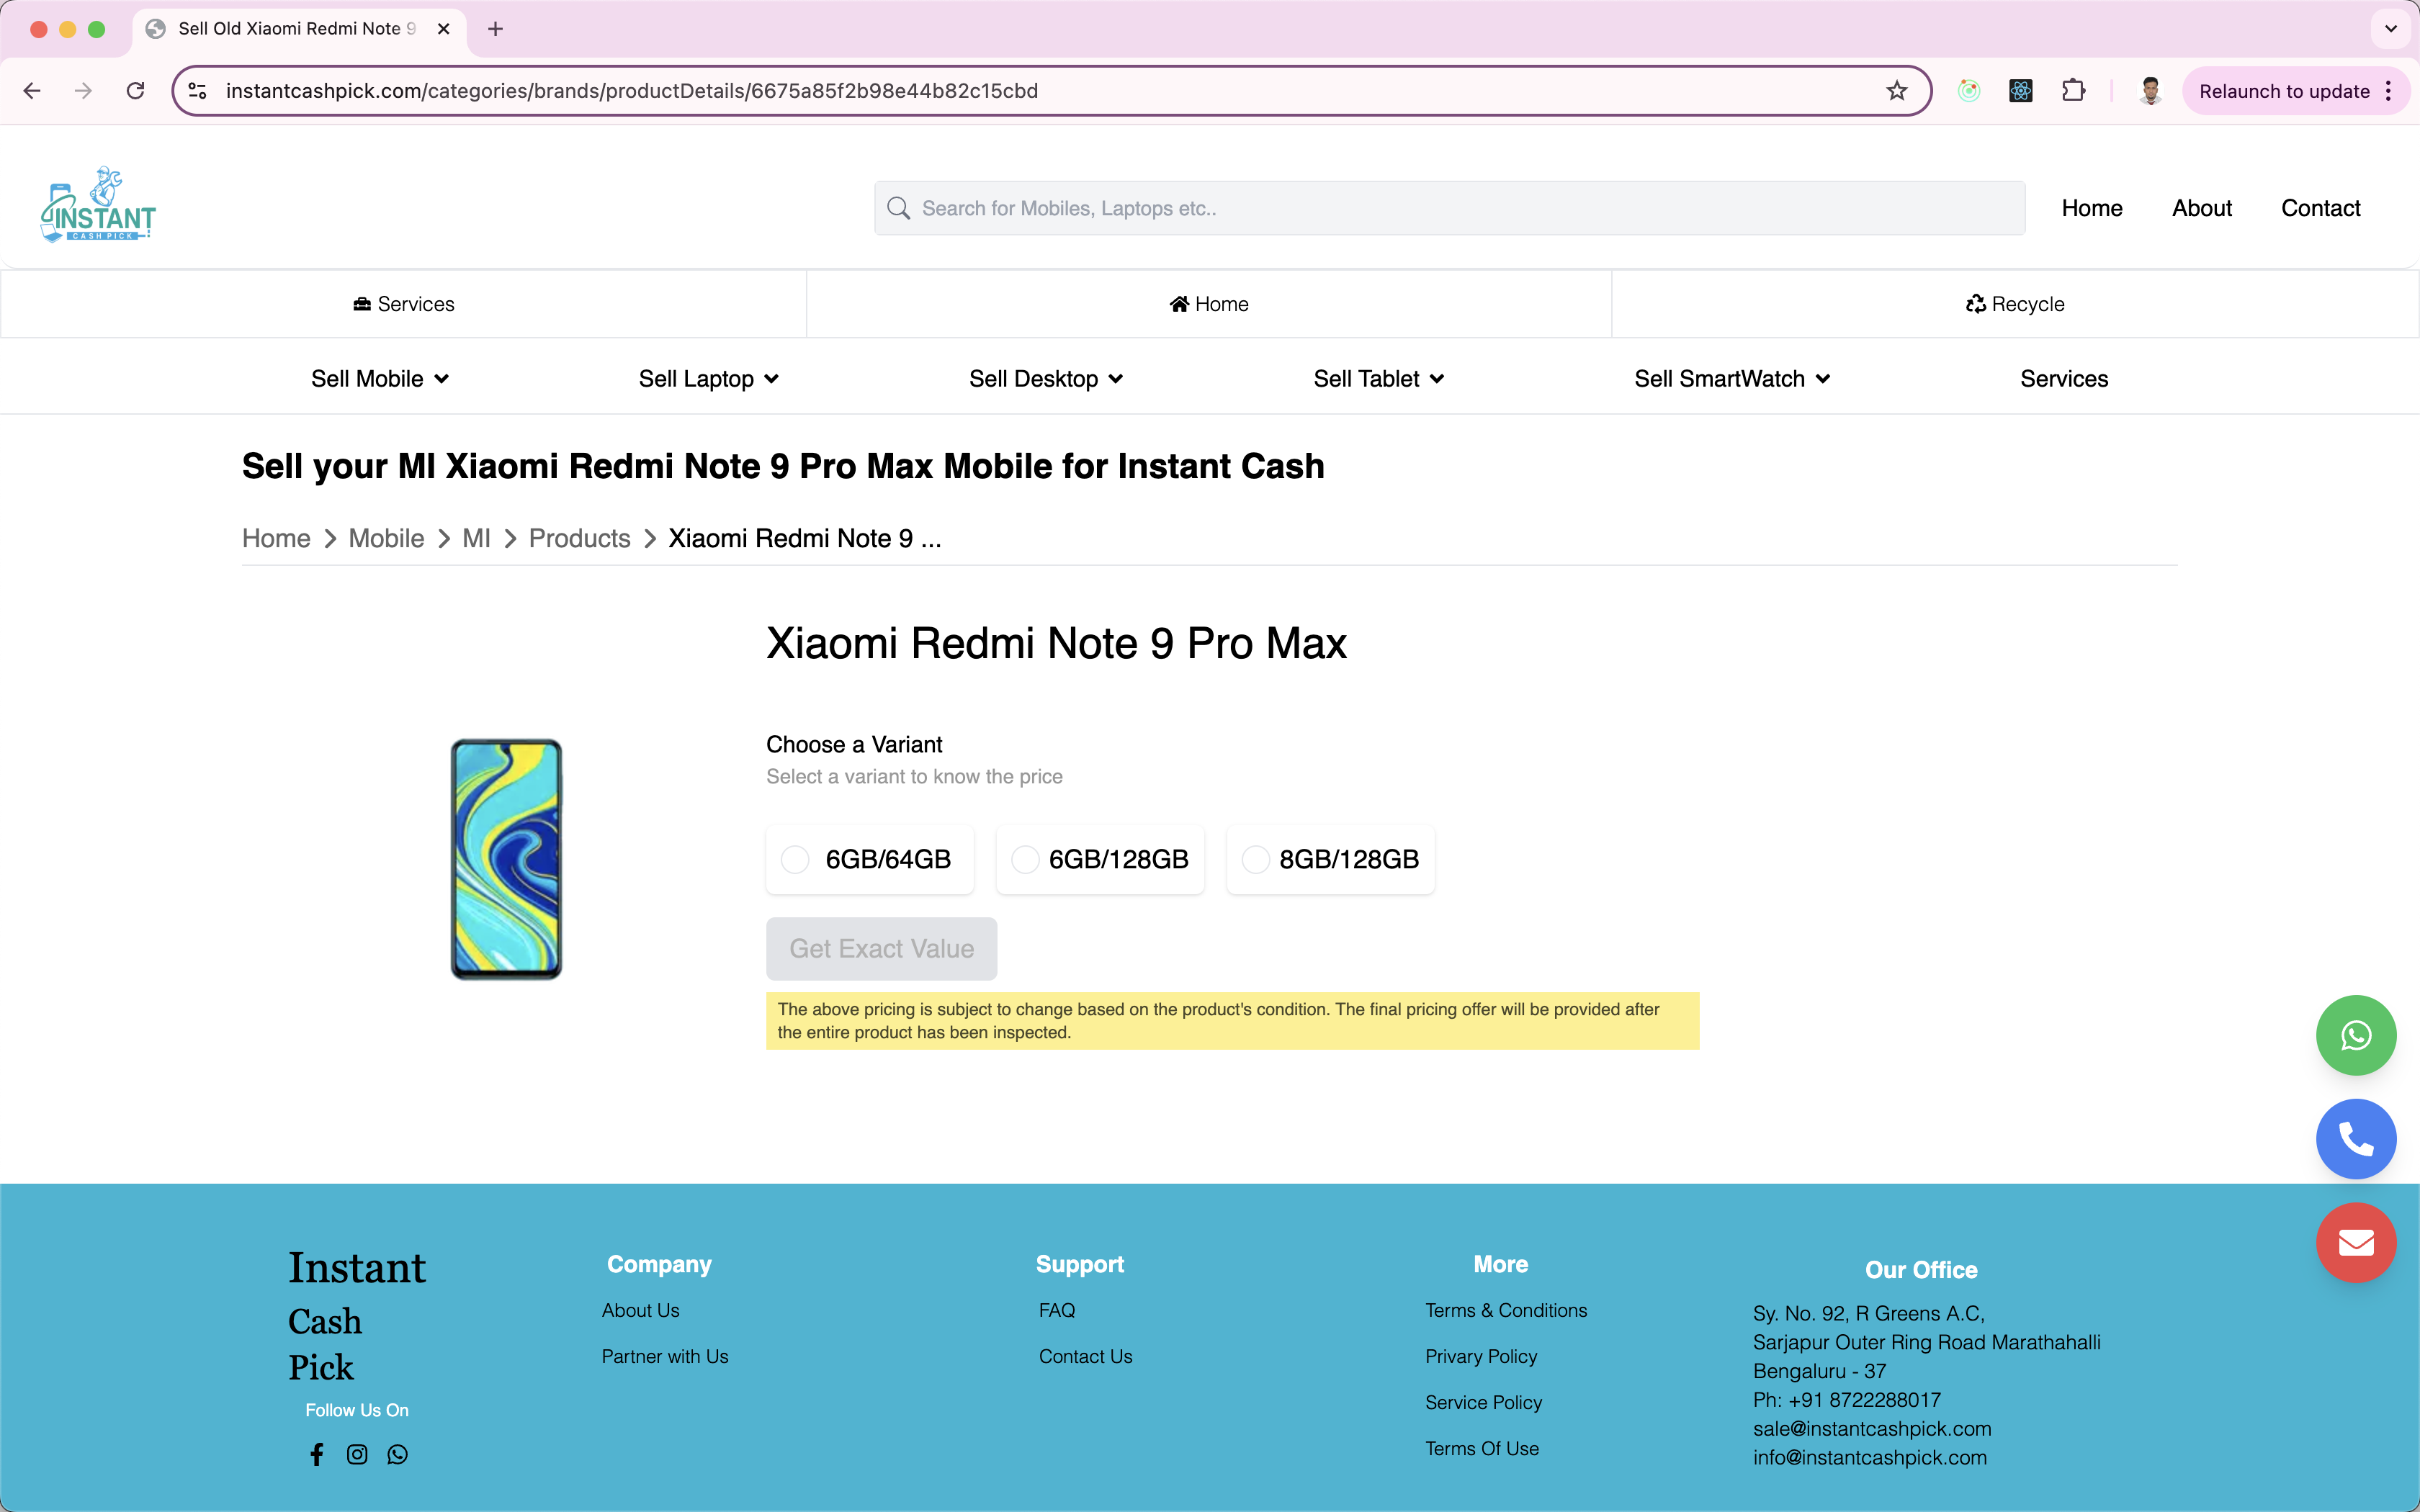 Sell Old Xiaomi Redmi Note 9
instantcashpick.com/categories/brands/productDetails/6675a85f2b98e44b82c15cbd
Relaunch to update
INSTANT
CASH PICK
Search for Mobiles, Laptops etc..
Home
About
Contact
Services
Home
Recycle
Sell Mobile
Sell Laptop
Sell Desktop
Sell Tablet
Sell SmartWatch
Services
Sell your MI Xiaomi Redmi Note 9 Pro Max Mobile for Instant Cash
Home > Mobile > MI > Products > Xiaomi Redmi Note 9 ...
Xiaomi Redmi Note 9 Pro Max
Choose a Variant
Select a variant to know the price
6GB/64GB
6GB/128GB
8GB/128GB
Get Exact Value
The above pricing is subject to change based on the product's condition. The final pricing offer will be provided after
the entire product has been inspected.
Instant
Cash
Pick
Follow Us On
Company
About Us
Partner with Us
Support
FAQ
Contact Us
More
Terms & Conditions
Privary Policy
Service Policy
Terms Of Use
Our Office
Sy. No. 92, R Greens A.C,
Sarjapur Outer Ring Road Marathahalli
Bengaluru - 37
Ph: +91 8722288017
sale@instantcashpick.com
info@instantcashpick.com